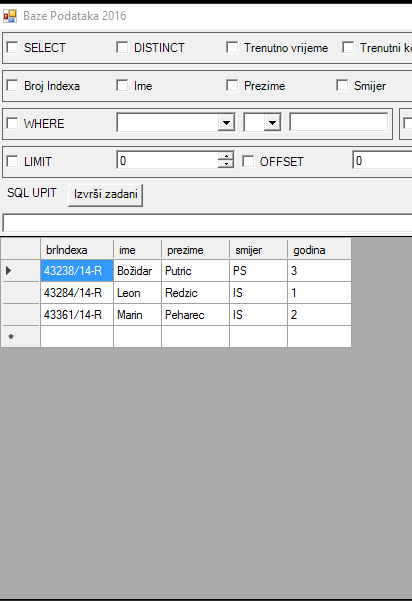 Baze Podataka 2016
SELECT DISTINCT Trenutno vrijeme Trenutni
Broj Indexa Ime Prezime Smijer
WHERE
LIMIT 0 OFFSET 0
SQL UPIT Izvrši zadani
brIndexa ime prezime smijer godina
43238/14-R Božidar Putric PS 3
43284/14-R Leon Redzic IS 1
43361/14-R Marin Peharec IS 2
*